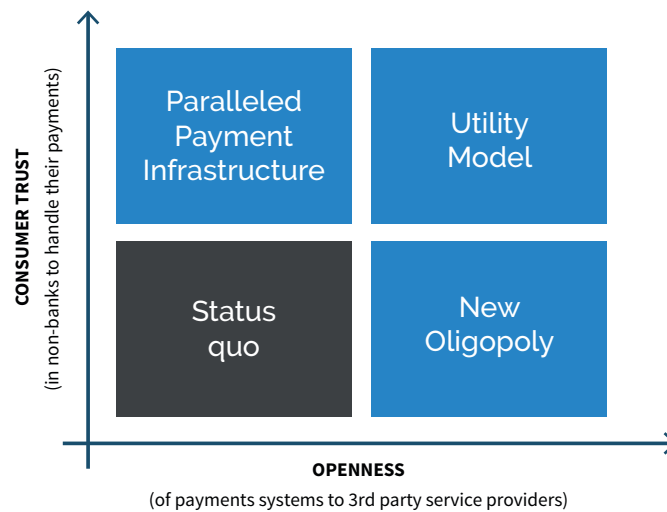 CONSUMER TRUST
(in non-banks to handle their payments)
Paralleled
Payment
Infrastructure
Utility
Model
Status
quo
New
Oligopoly
OPENNESS
(of payments systems to 3rd party service providers)